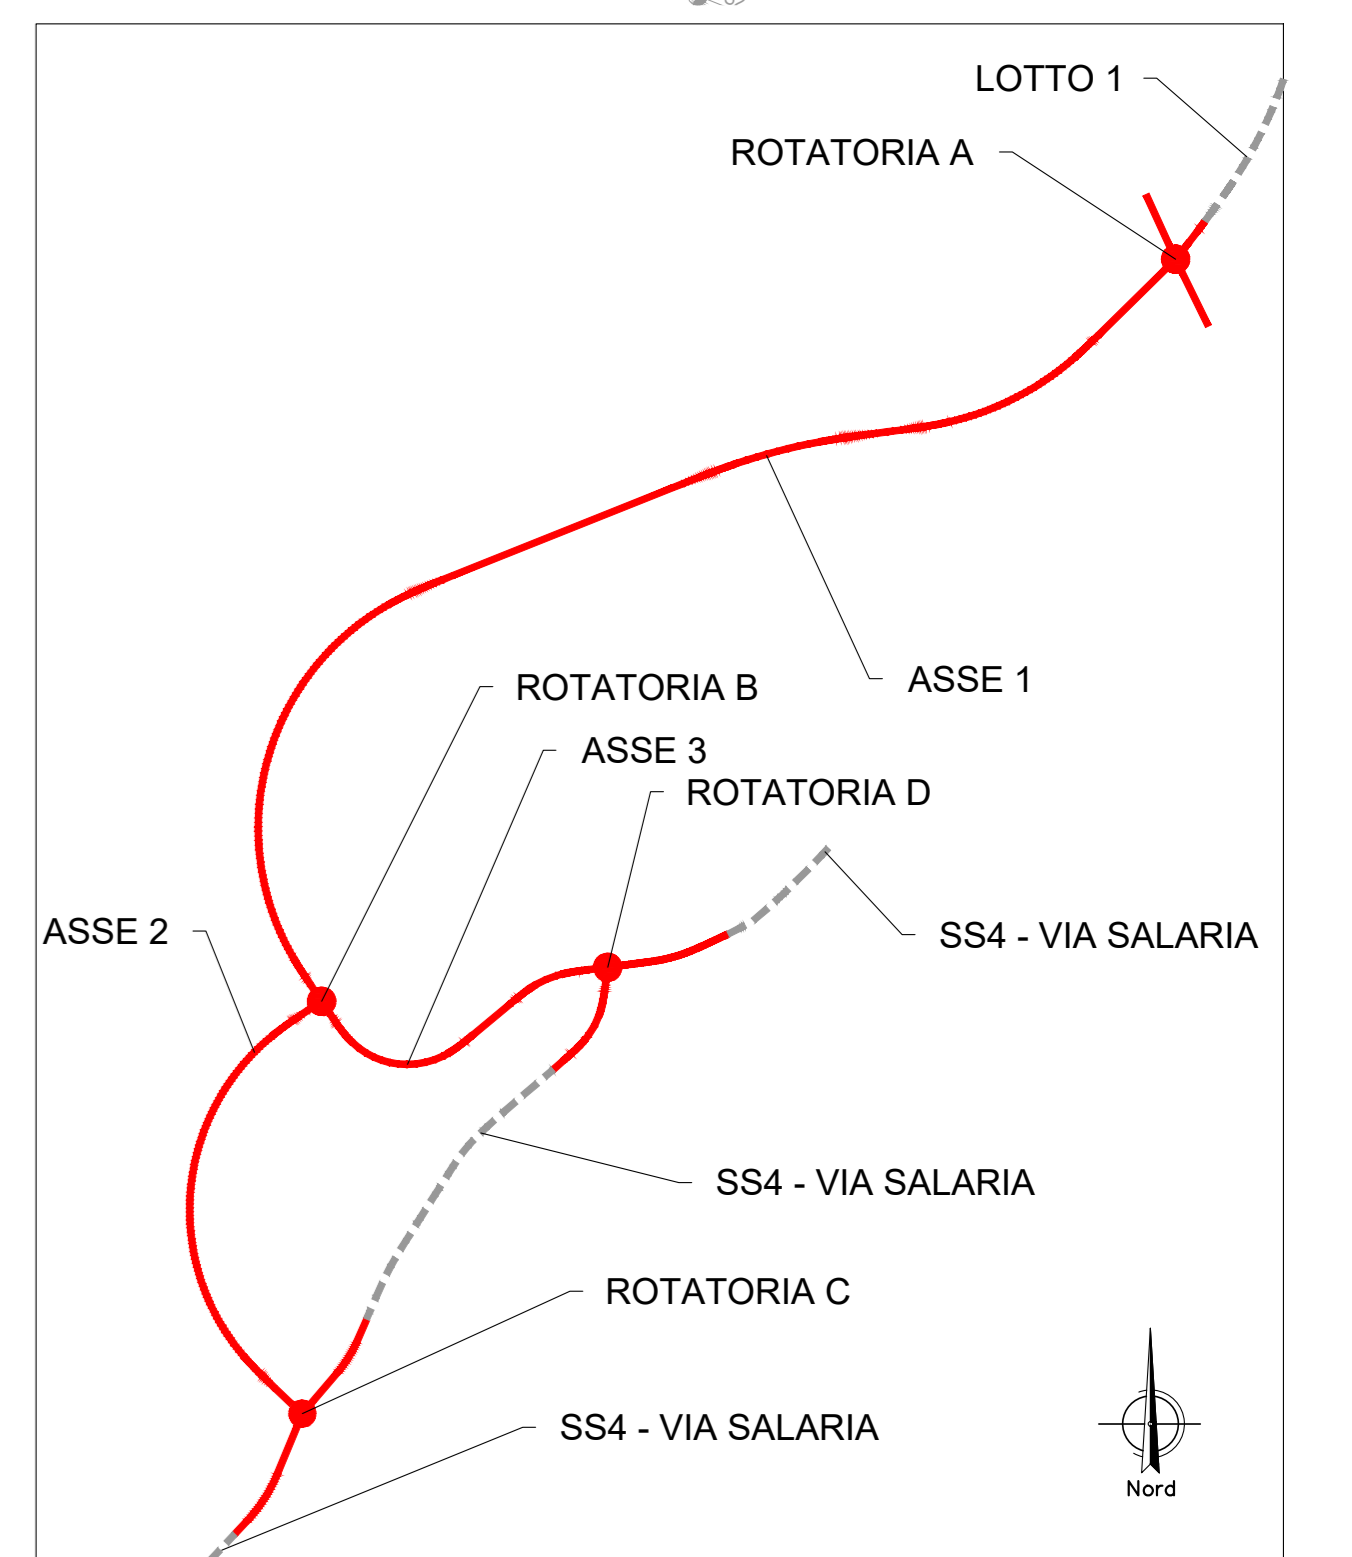 LOTTO 1
ROTATORIA A
ASSE 1
ROTATORIA B
ASSE 3
ROTATORIA D
ASSE 2
SS4 - VIA SALARIA
SS4 - VIA SALARIA
ROTATORIA C
SS4 - VIA SALARIA
Nord